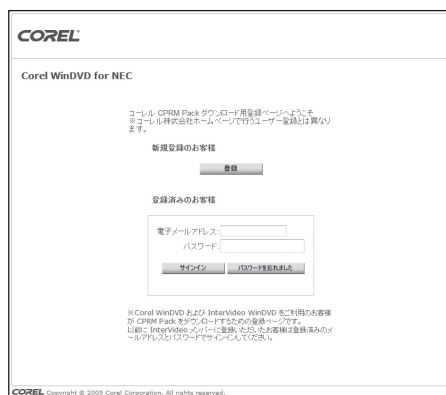 COREL
Corel WinDVD for NEC
コーレル CPRM Pack ダウンロード用登録ページへようこそ
※コーレル株式会社ホームページで行うユーザー登録とは異なり
ます。
新規登録のお客様
登録
登録済みのお客様
電子メールアドレス:
パスワード:
サインイン パスワードを忘れました
※Corel WinDVD および InterVideo WinDVD をご利用のお客様
が CPRM Pack をダウンロードするための登録ページです。
以前に InterVideo メンバーに登録いただいたお客様は登録済みのメ
ールアドレスとパスワードでサインインしてください。
COREL Copyright © 2009 Corel Corporation. All rights reserved.